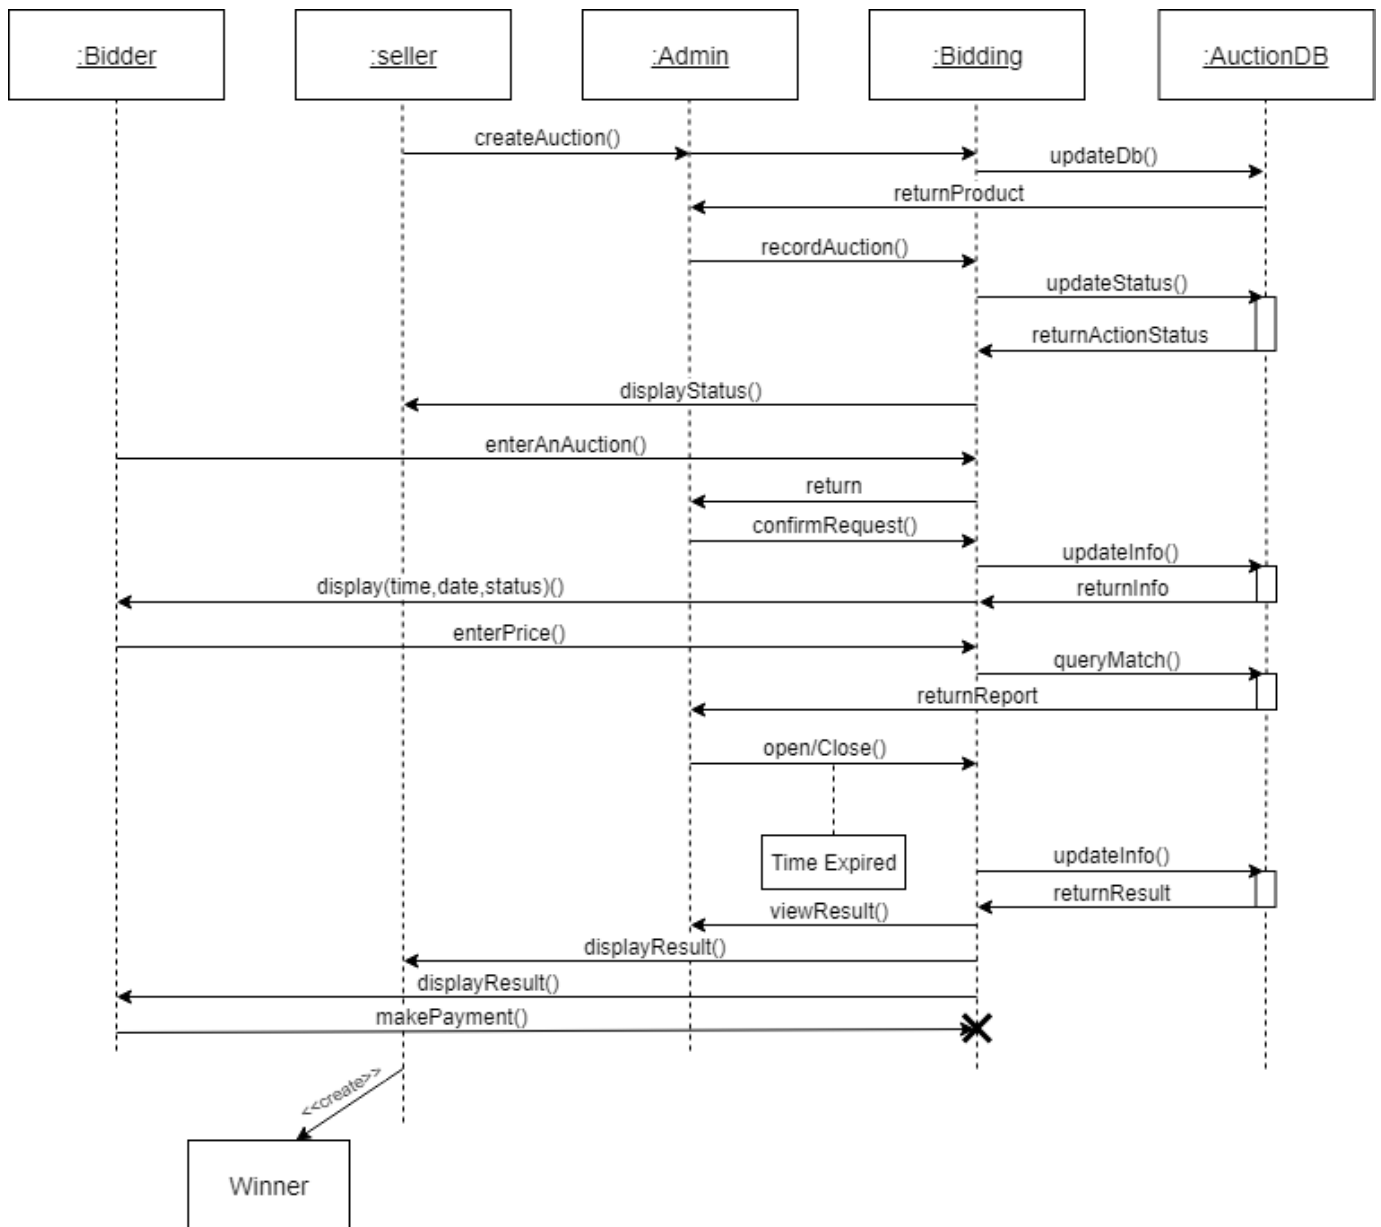 :Bidder
:seller
:Admin
:Bidding
:AuctionDB
createAuction()
updateDb()
returnProduct
recordAuction()
updateStatus()
returnActionStatus
displayStatus()
enterAnAuction()
return
confirmRequest()
updateInfo()
display(time,date,status)()
returnInfo
enterPrice()
queryMatch()
returnReport
open/Close()
Time Expired
updateInfo()
returnResult
viewResult()
displayResult()
displayResult()
makePayment()
<<create>>
Winner